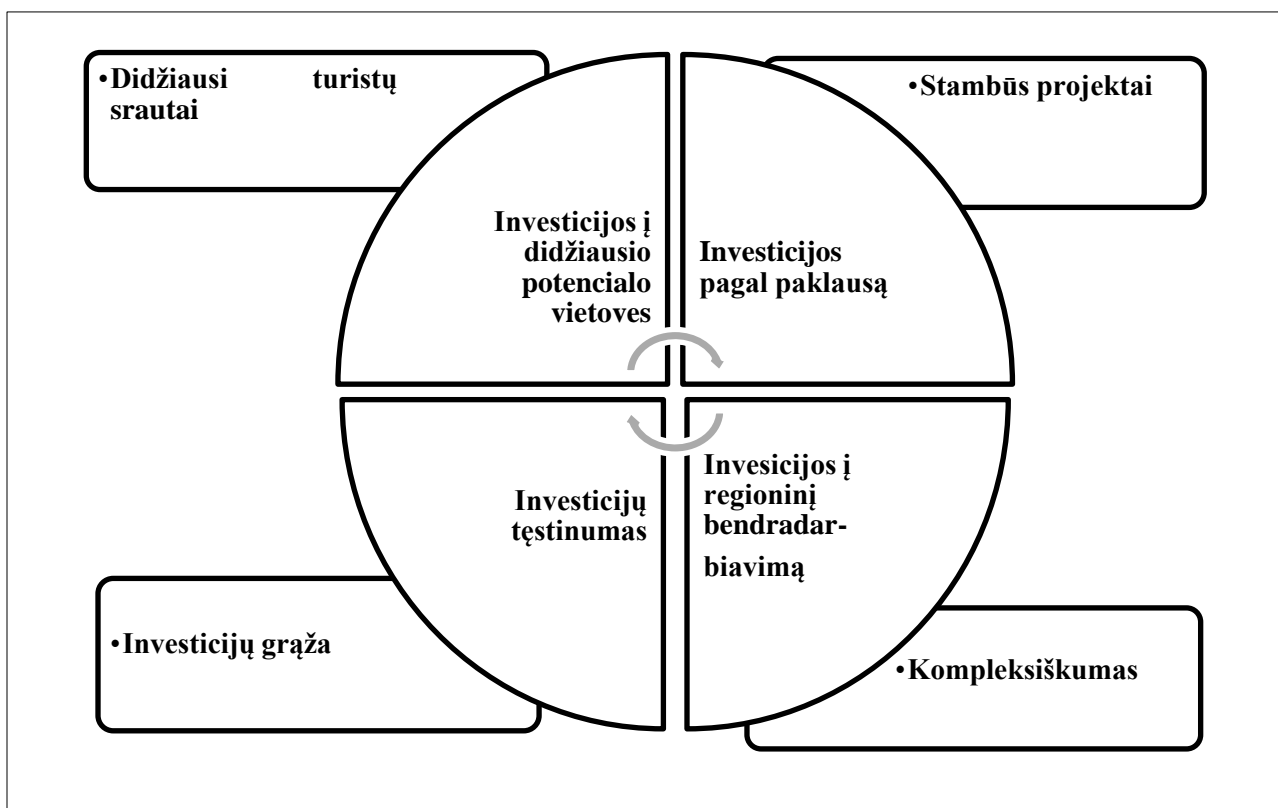 •Didžiausi turistų
srautai
•Stambūs projektai
Investicijos į
didžiausio
potencialo
vietoves
Investicijos
pagal paklausą
Investicijų
tęstinumas
Invesicijos į
regioninį
bendradar-
biavimą
•Investicijų grąža
•Kompleksiškumas